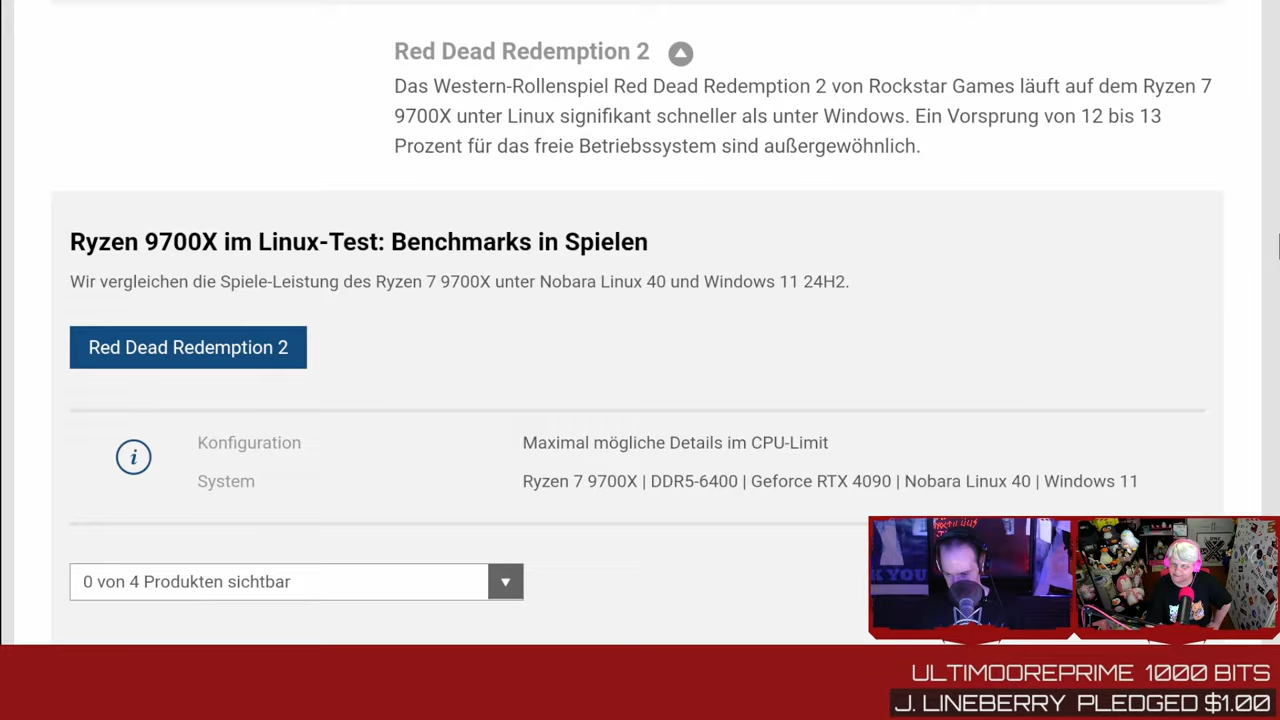 Red Dead Redemption 2
Das Western-Rollenspiel Red Dead Redemption 2 von Rockstar Games läuft auf dem Ryzen 7
9700X unter Linux signifikant schneller als unter Windows. Ein Vorsprung von 12 bis 13
Prozent für das freie Betriebssystem sind außergewöhnlich.
Ryzen 9700X im Linux-Test: Benchmarks in Spielen
Wir vergleichen die Spiele-Leistung des Ryzen 7 9700X unter Nobara Linux 40 und Windows 11 24H2.
Red Dead Redemption 2
i
Konfiguration
Maximal mögliche Details im CPU-Limit
System
Ryzen 7 9700X | DDR5-6400 | Geforce RTX 4090 | Nobara Linux 40 | Windows 11
0 von 4 Produkten sichtbar
ULTIMOOREPRIME 1000 BITS
J. LINEBERRY PLEDGED $1.00